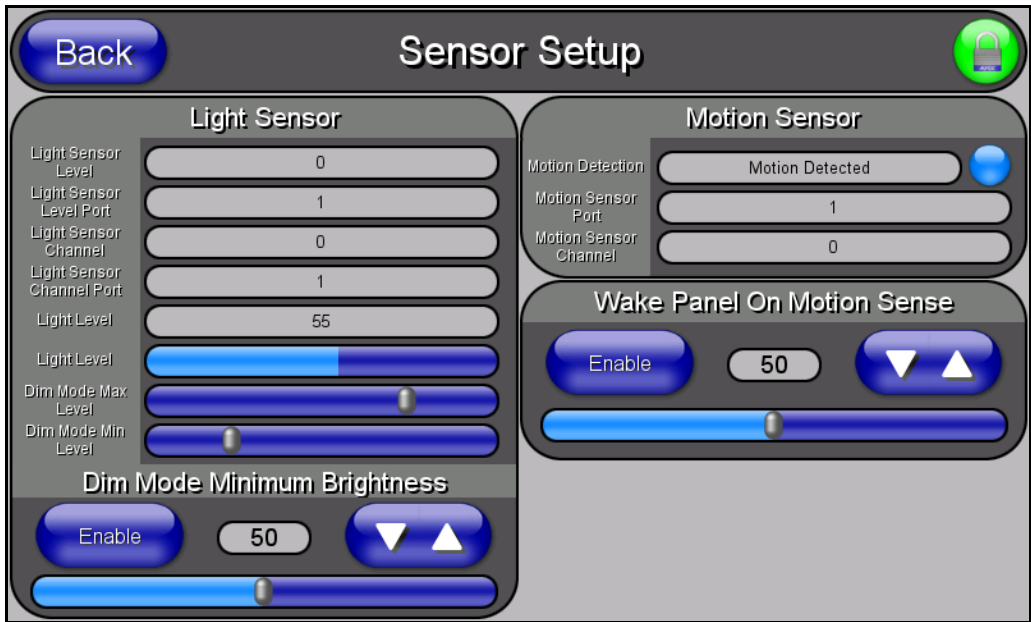 Back
Sensor Setup
Light Sensor
Light Sensor
Level
0
Light Sensor
Level Port
1
Light Sensor
Channel
0
Light Sensor
Channel Port
1
Light Level
55
Light Level
Dim Mode Max
Level
Dim Mode Min
Level
Dim Mode Minimum Brightness
Enable
50
Motion Sensor
Motion Detection
Motion Detected
Motion Sensor
Port
1
Motion Sensor
Channel
0
Wake Panel On Motion Sense
Enable
50